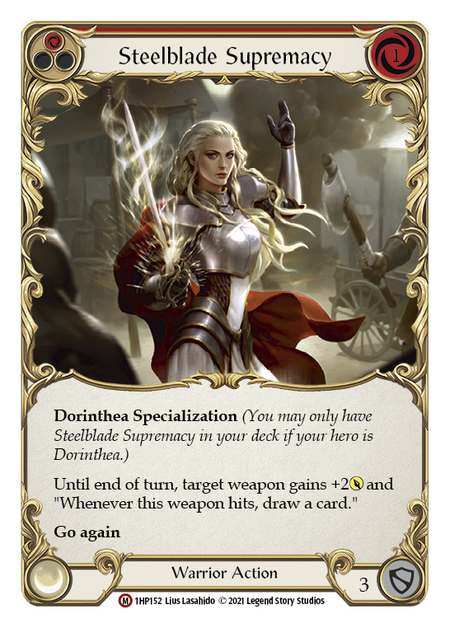 Steelblade Supremacy
1
Dorinthea Specialization (You may only have
Steelblade Supremacy in your deck if your hero is
Dorinthea.)
Until end of turn, target weapon gains +2 and
"Whenever this weapon hits, draw a card."
Go again
Warrior Action
3
M 1HP152 Lius Lasahido © 2021 Legend Story Studios